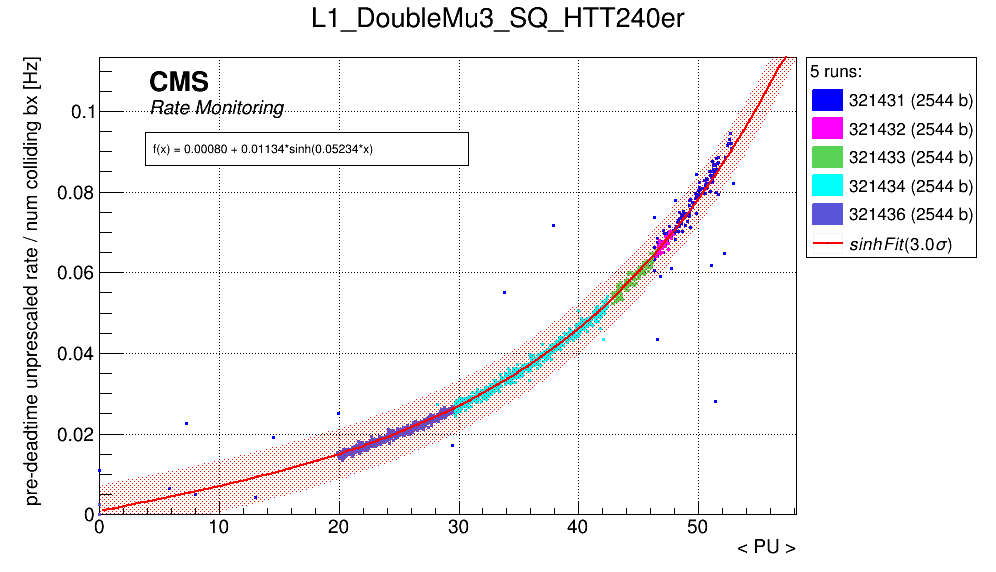 L1_DoubleMu3_SQ_HTT240er
pre-deadtime unprescaled rate / num colliding bx [Hz]
CMS
Rate Monitoring
f(x) = 0.00080 + 0.01134*sinh(0.05234*x)
0.1
0.08
0.06
0.04
0.02
0
0 10 20 30 40 50
< PU >
5 runs:
321431 (2544 b)
321432 (2544 b)
321433 (2544 b)
321434 (2544 b)
321436 (2544 b)
sinhFit(3.0σ)